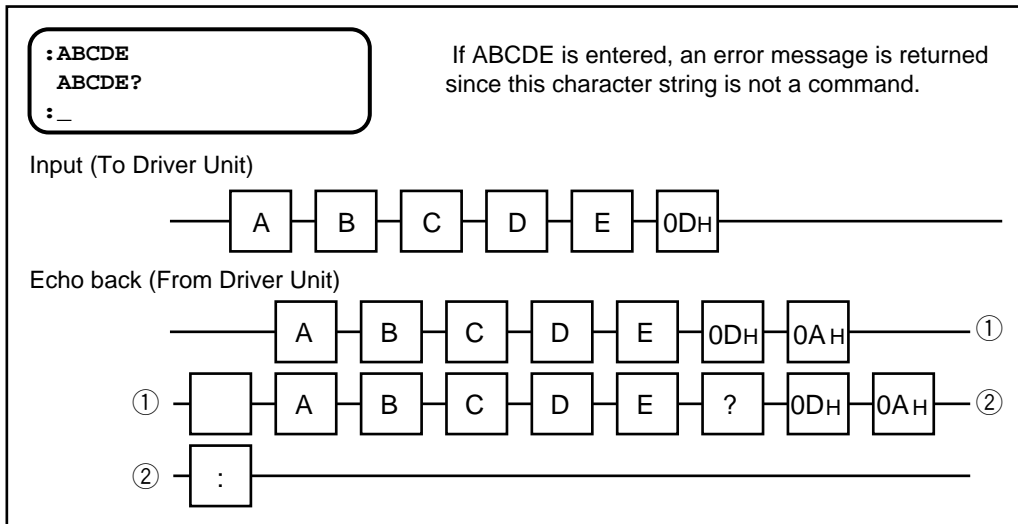 :ABCDE
ABCDE?
:_
If ABCDE is entered, an error message is returned
since this character string is not a command.
Input (To Driver Unit)
A B C D E 0DH
Echo back (From Driver Unit)
A B C D E 0DH 0AH ①
① A B C D E ? 0DH 0AH ②
② :